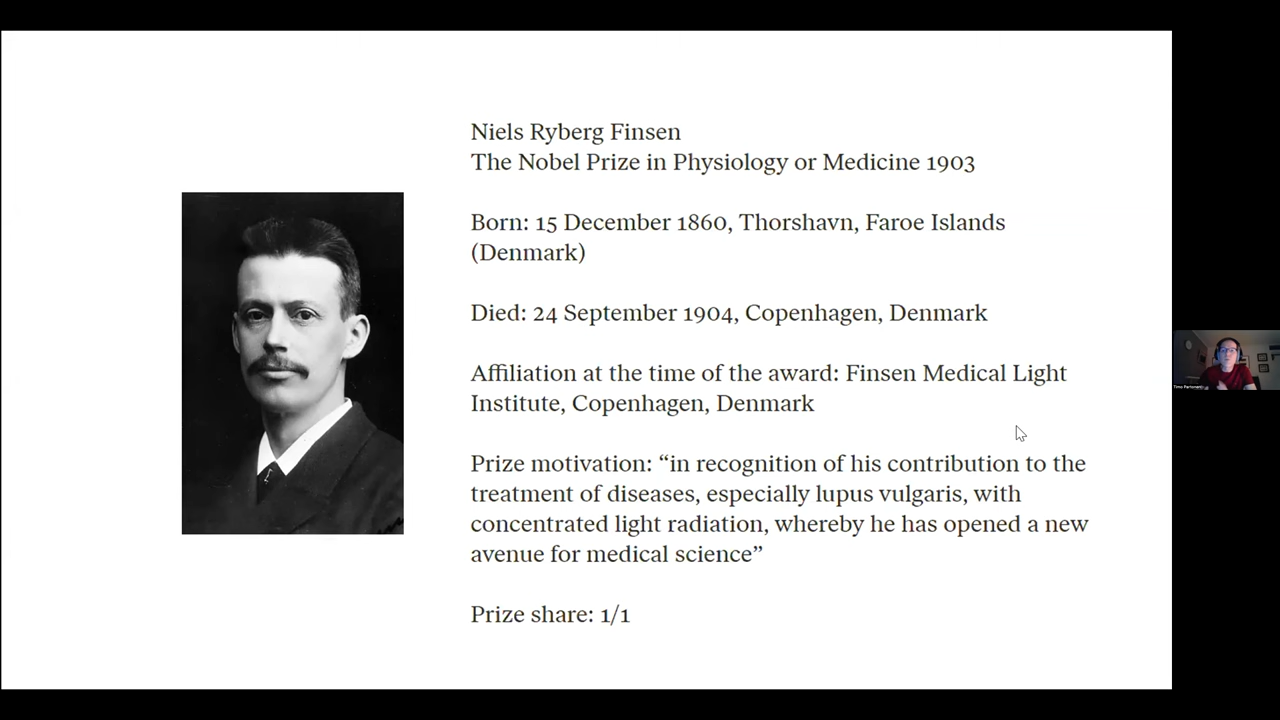 Niels Ryberg Finsen
The Nobel Prize in Physiology or Medicine 1903
Born: 15 December 1860, Thorshavn, Faroe Islands
(Denmark)
Died: 24 September 1904, Copenhagen, Denmark
Affiliation at the time of the award: Finsen Medical Light
Institute, Copenhagen, Denmark
Prize motivation: “in recognition of his contribution to the
treatment of diseases, especially lupus vulgaris, with
concentrated light radiation, whereby he has opened a new
avenue for medical science”
Prize share: 1/1
Timo Partonen